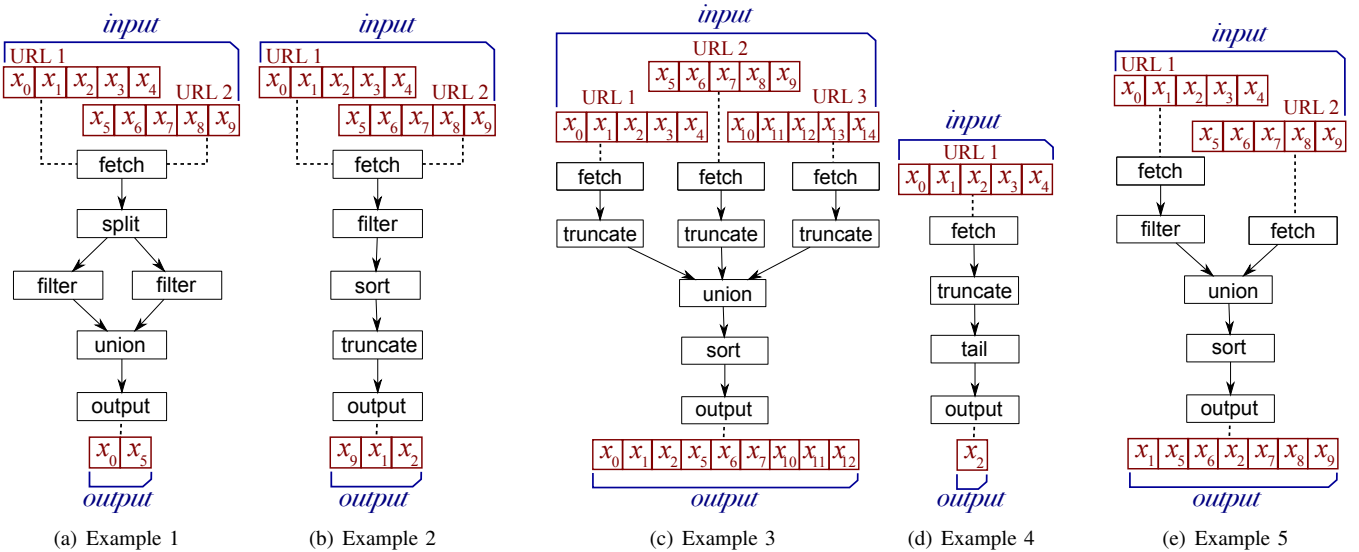 input
URL 1
x0 x1 x2 x3 x4
URL 2
x5 x6 x7 x8 x9
fetch
split
filter filter
union
output
x0 x5
output
(a) Example 1
input
URL 1
x0 x1 x2 x3 x4
URL 2
x5 x6 x7 x8 x9
fetch
filter
sort
truncate
output
x9 x1 x2
output
(b) Example 2
input
URL 2
x5 x6 x7 x8 x9
URL 1 URL 3
x0 x1 x2 x3 x4 x10 x11 x12 x13 x14
fetch fetch fetch
truncate truncate truncate
union
sort
output
x0 x1 x2 x5 x6 x7 x10 x11 x12
output
(c) Example 3
input
URL 1
x0 x1 x2 x3 x4
fetch
truncate
tail
output
x2
output
(d) Example 4
input
URL 1
x0 x1 x2 x3 x4
URL 2
x5 x6 x7 x8 x9
fetch
filter fetch
union
sort
output
x1 x5 x6 x2 x7 x8 x9
output
(e) Example 5